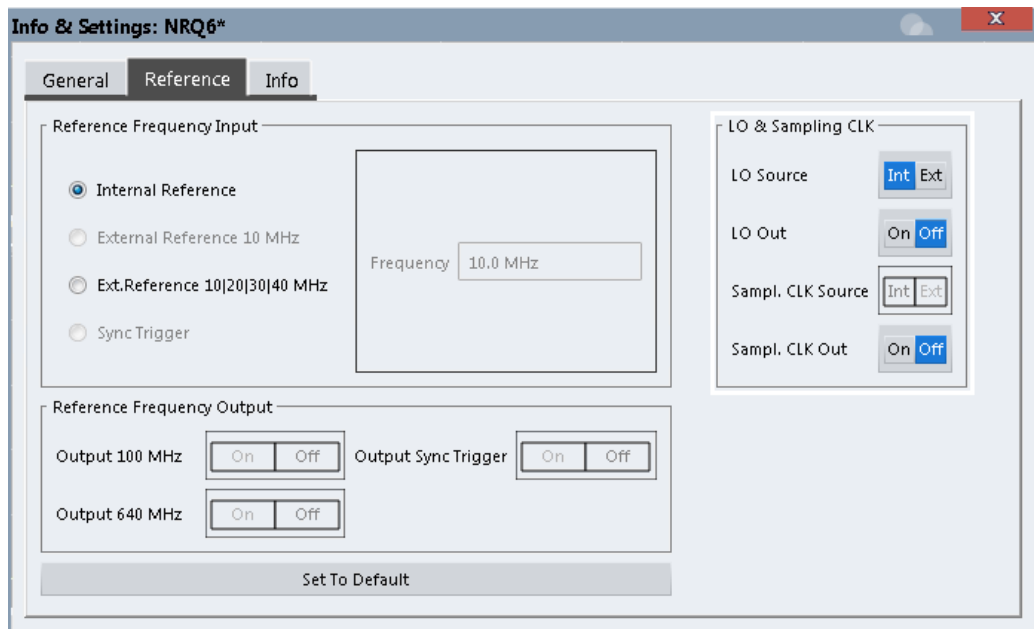 Info & Settings: NRQ6*
x
General Reference Info
Reference Frequency Input
Internal Reference
External Reference 10 MHz
Ext.Reference 10|20|30|40 MHz
Sync Trigger
Frequency 10.0 MHz
LO & Sampling CLK
LO Source Int Ext
LO Out On Off
Sampl. CLK Source Int Ext
Sampl. CLK Out On Off
Reference Frequency Output
Output 100 MHz On Off Output Sync Trigger On Off
Output 640 MHz On Off
Set To Default